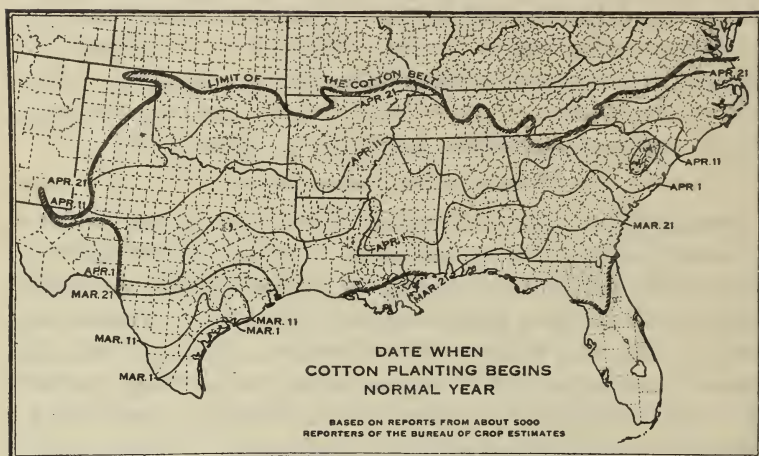 LIMIT OF THE COTTON BELT
APR. 21
APR. 21
APR. 11
APR. 11
APR. 1
APR. 21
APR. 11
MAR. 21
APR. 1
APR. 1
MAR. 21
MAR. 21
MAR. 11
MAR. 11
MAR. 1
MAR. 1
DATE WHEN
COTTON PLANTING BEGINS
NORMAL YEAR
BASED ON REPORTS FROM ABOUT 5000
REPORTERS OF THE BUREAU OF CROP ESTIMATES